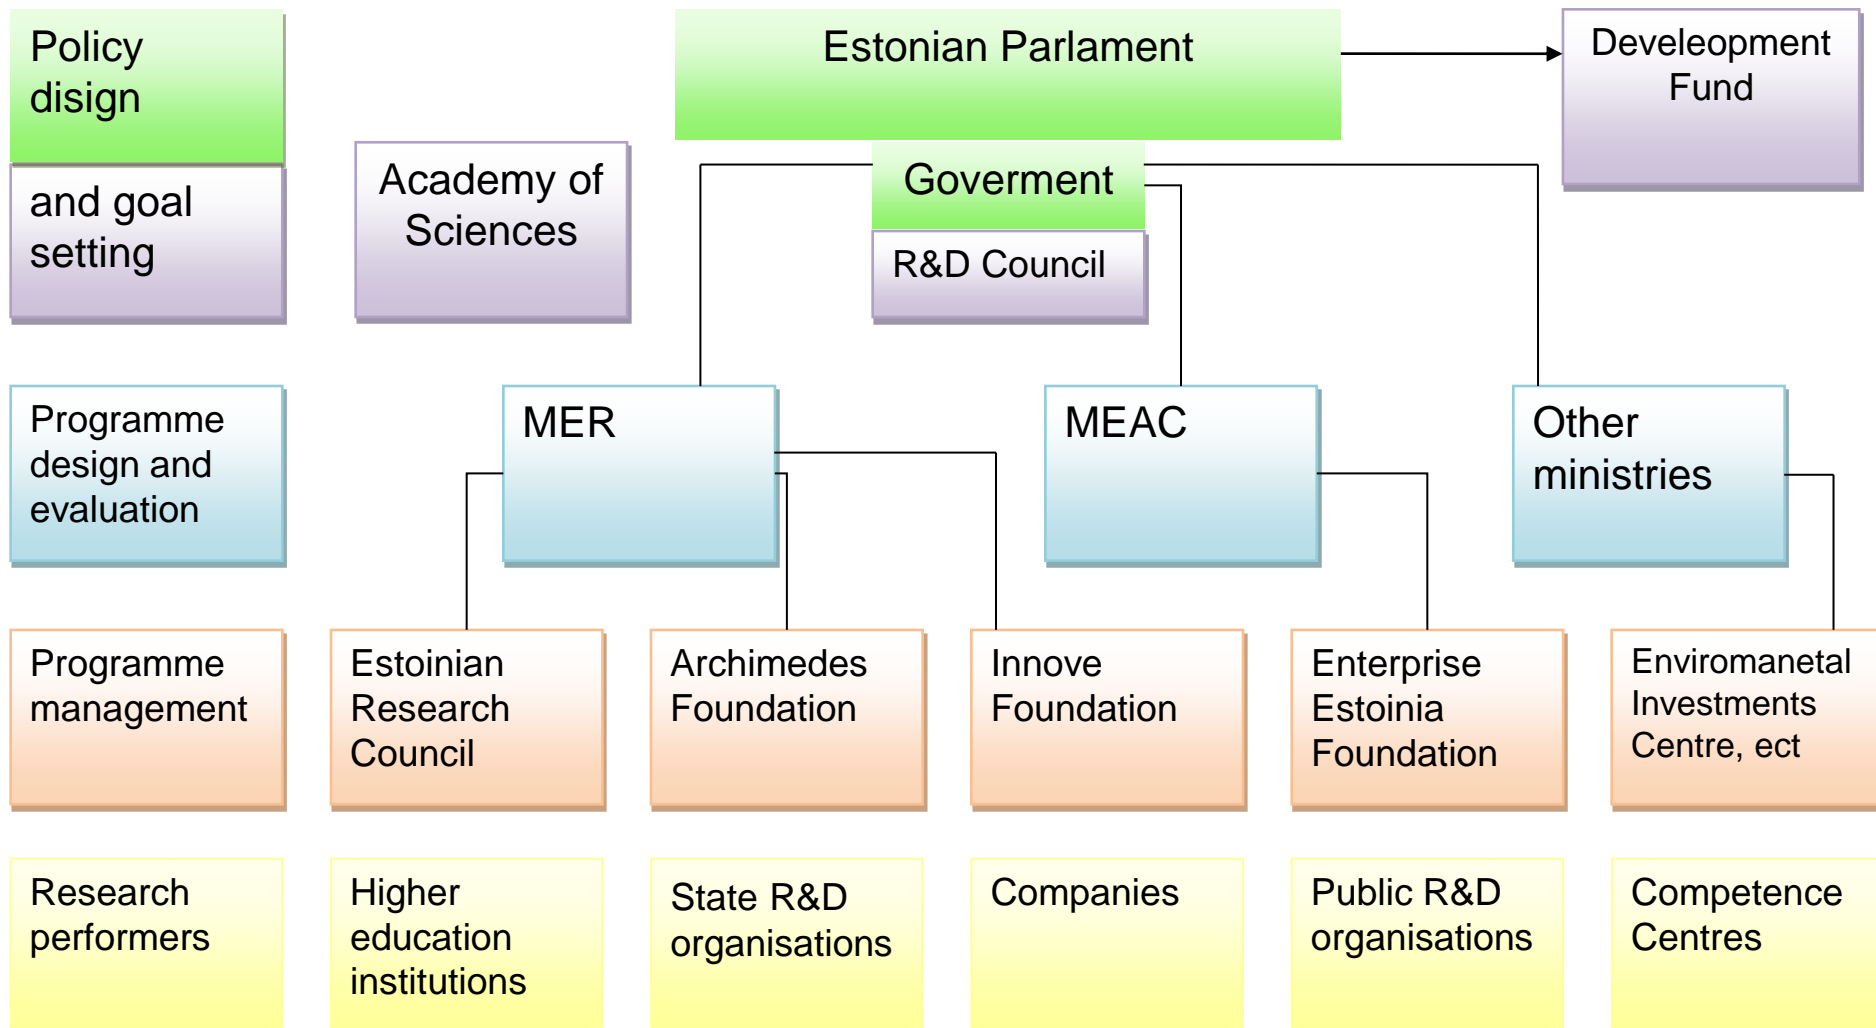 Policy
disign
and goal
setting
Estonian Parlament
Develeopment
Fund
Academy of
Sciences
Goverment
R&D Council
Programme
design and
evaluation
MER
MEAC
Other
ministries
Programme
management
Estoinian
Research
Council
Archimedes
Foundation
Innove
Foundation
Enterprise
Estoinia
Foundation
Enviromanetal
Investments
Centre, ect
Research
performers
Higher
education
institutions
State R&D
organisations
Companies
Public R&D
organisations
Competence
Centres